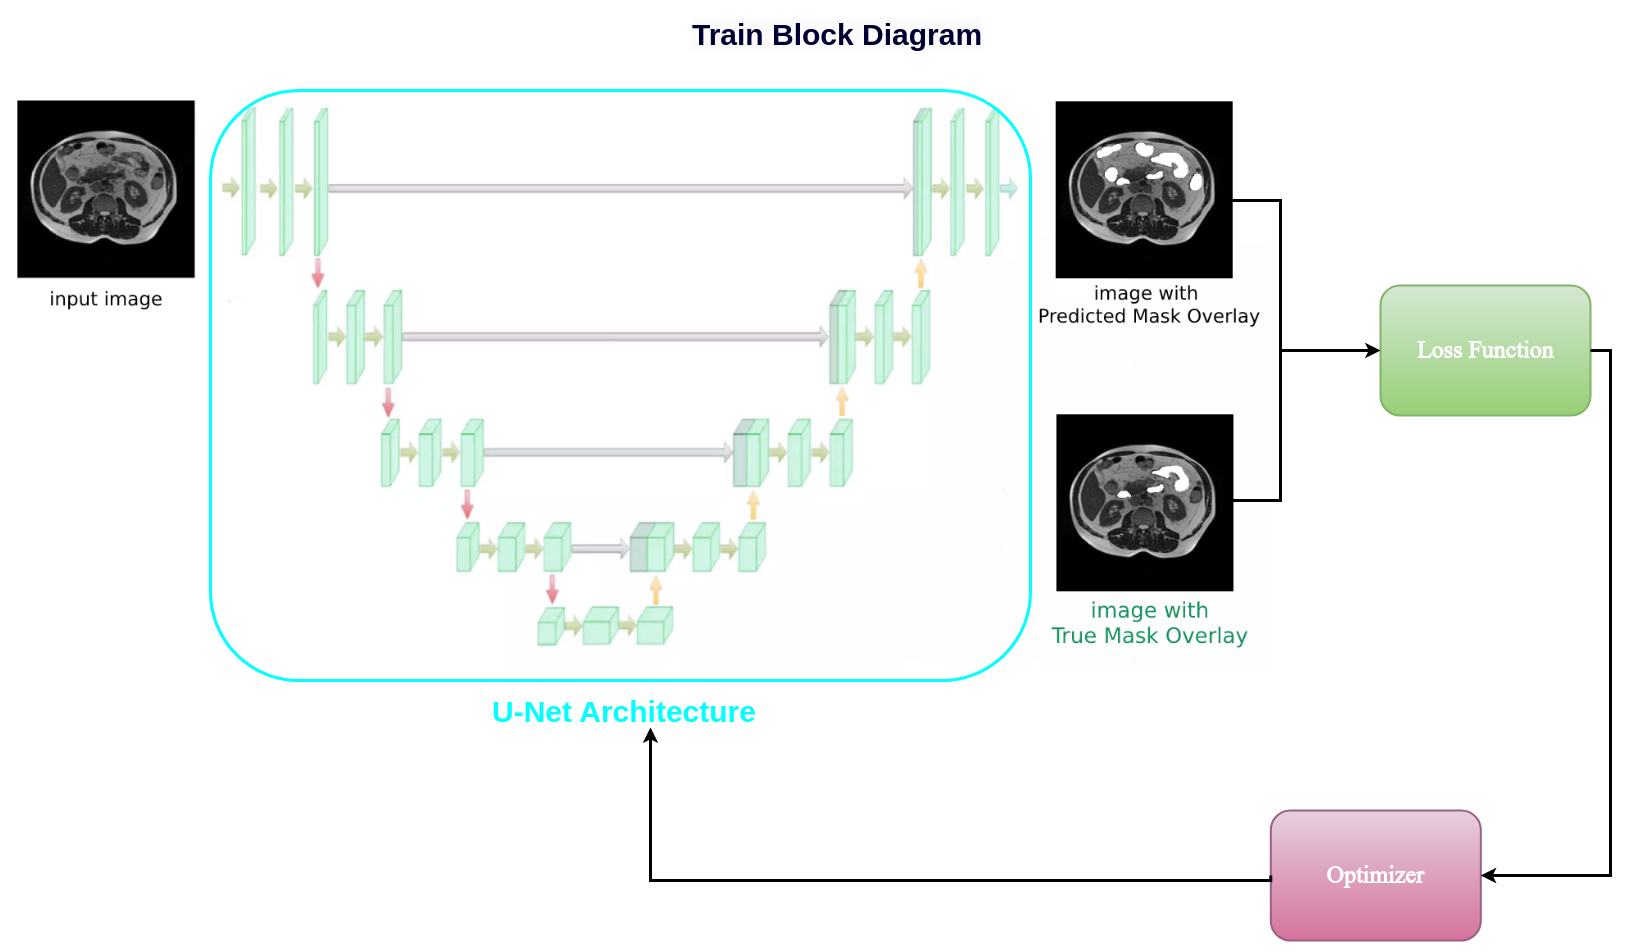 Train Block Diagram
input image
image with
Predicted Mask Overlay
Loss Function
image with
True Mask Overlay
U-Net Architecture
Optimizer